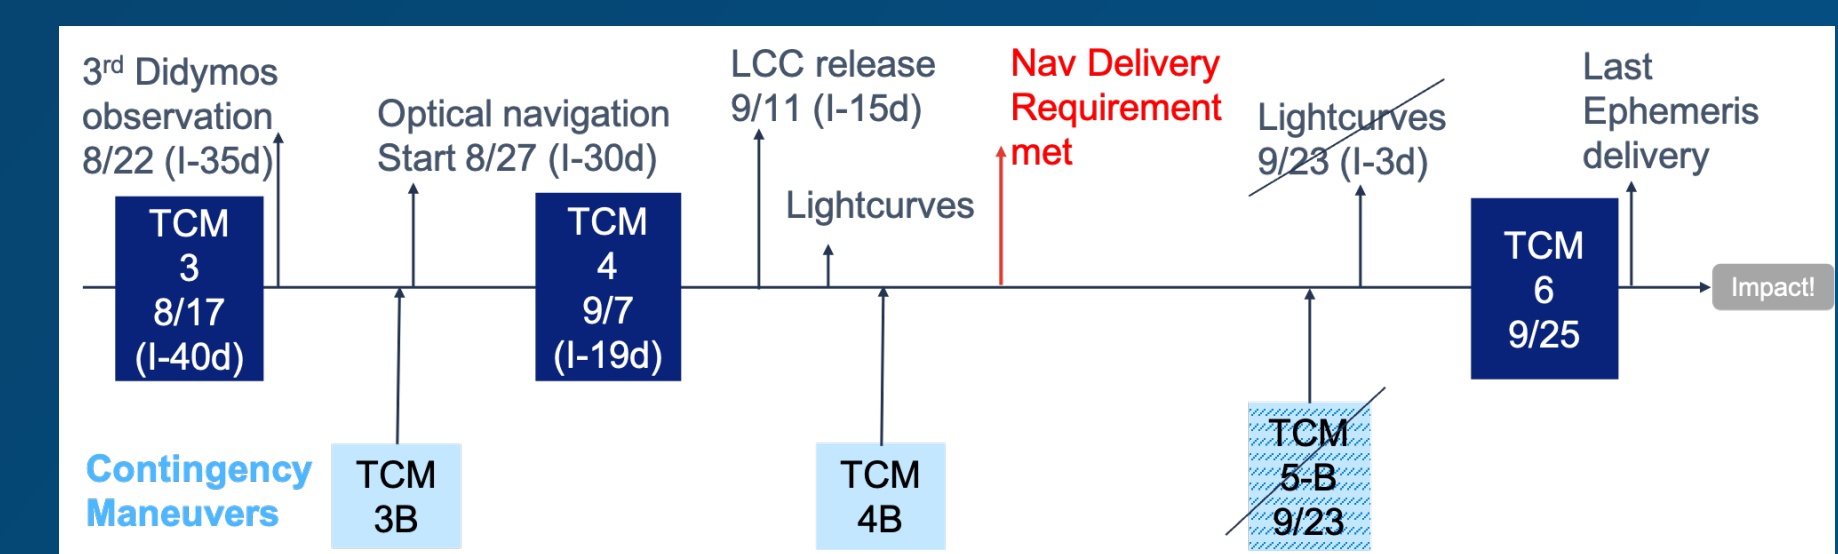 3rd Didymos
observation
8/22 (I-35d)
Optical navigation
Start 8/27 (I-30d)
LCC release
9/11 (I-15d)
Lightcurves
Nav Delivery
Requirement
met
Lightcurves
9/23 (I-3d)
Last
Ephemeris
delivery
TCM
3
8/17
(I-40d)
TCM
4
9/7
(I-19d)
TCM
6
9/25
Impact!
Contingency
Maneuvers
TCM
3B
TCM
4B
TCM
5-B
9/23